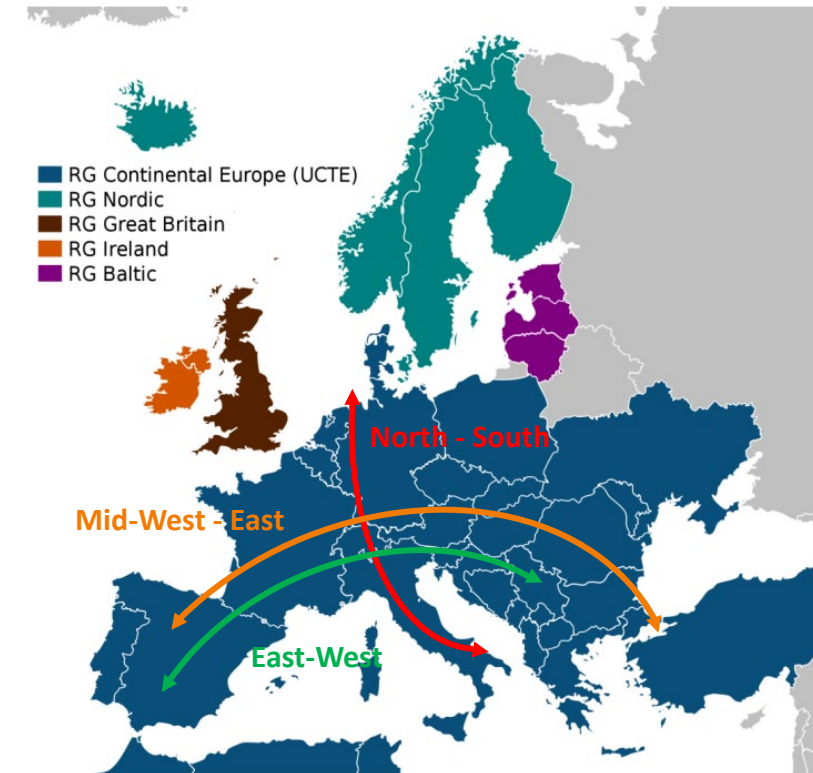 RG Continental Europe (UCTE)
RG Nordic
RG Great Britain
RG Ireland
RG Baltic
North - South
Mid-West - East
East-West